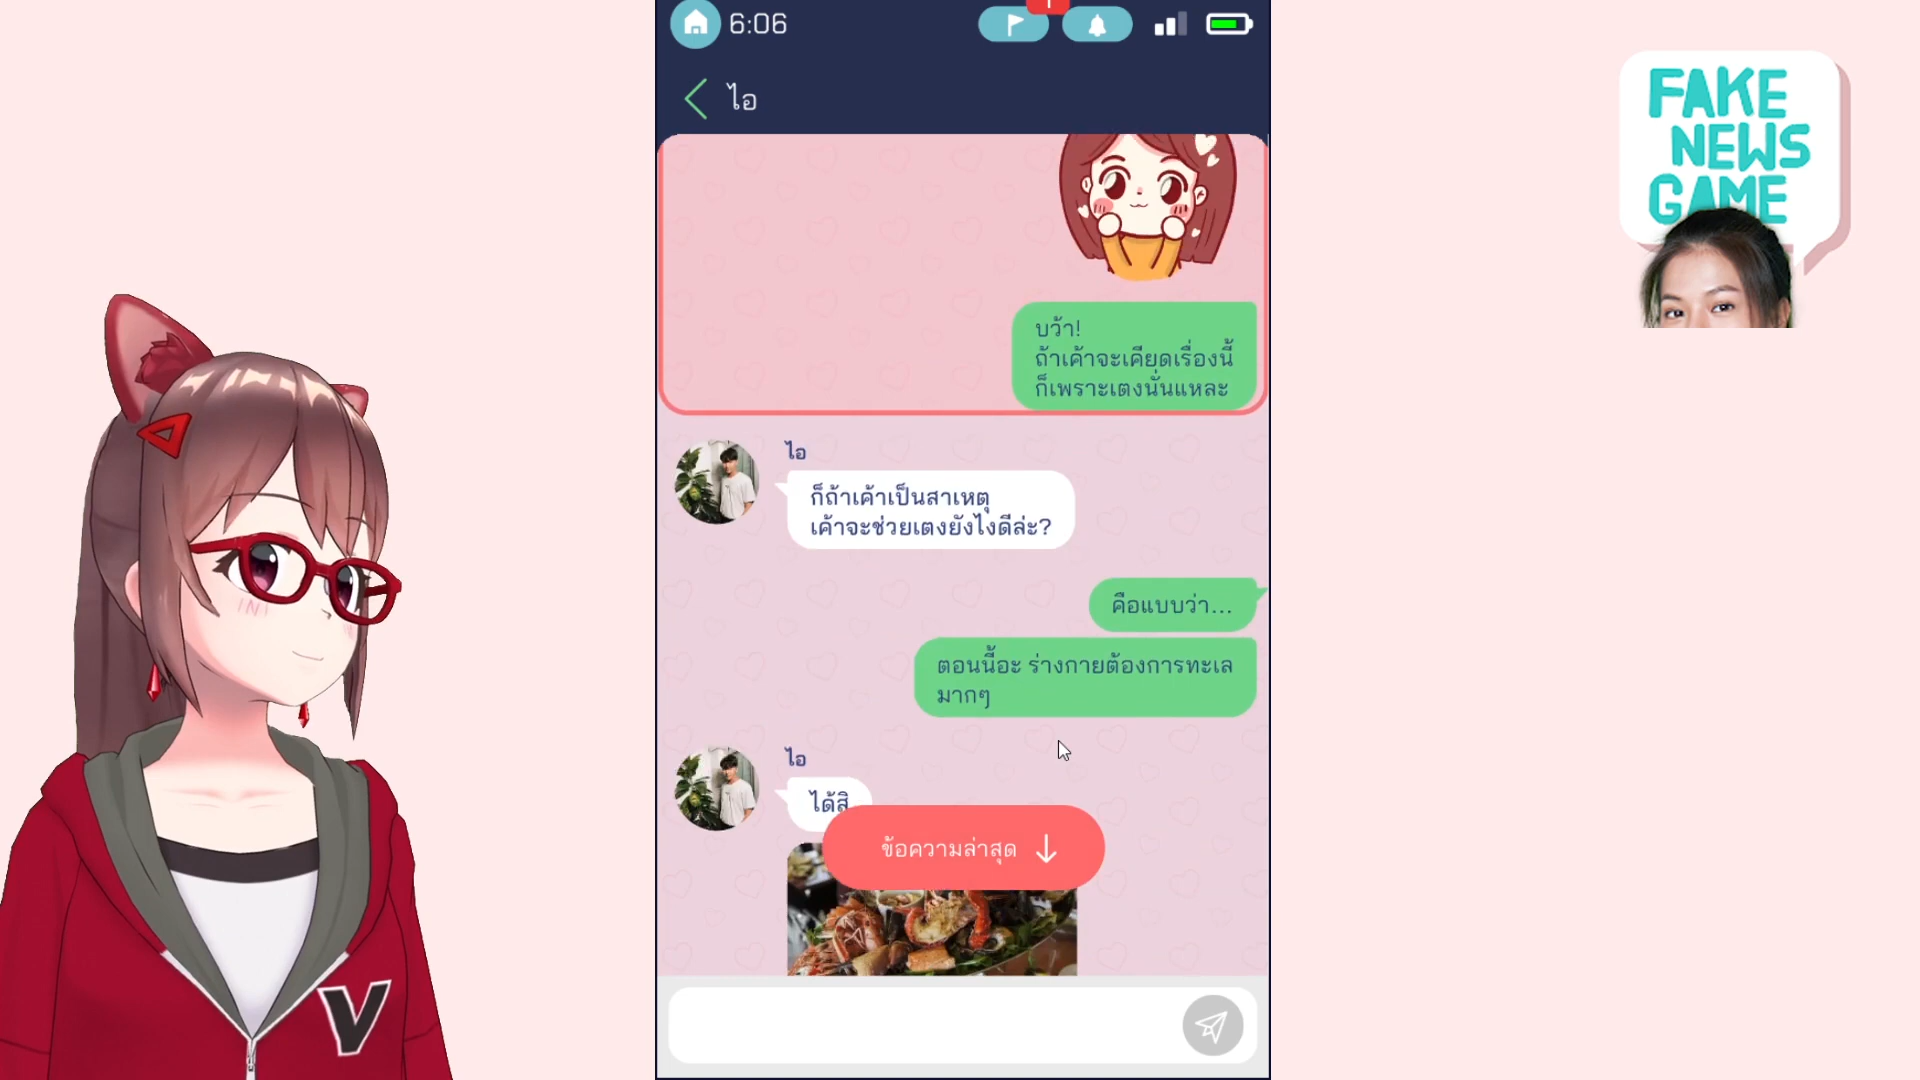 6:06
ไอ
FAKE
NEWS
GAME
บว้า!
ถ้าเค้าจะเคียดเรื่องนี้
ก็เพราะเตงนั่นแหละ
ไอ
ก็ถ้าเค้าเป็นสาเหตุ
เค้าจะช่วยเตงยังไงดีล่ะ?
คือแบบว่า...
ตอนนี้อะ ร่างกายต้องการทะเล
มากๆ
ไอ
ได้สิ
ข้อความล่าสุด
V